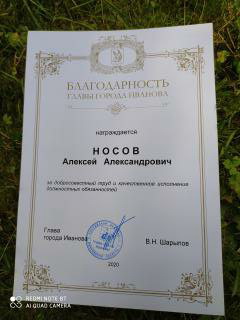 БЛАГОДАРНОСТЬ
ГЛАВЫ ГОРОДА ИВАНОВА
награждается
НОСОВ
Алексей Александрович
за добросовестный труд и качественное исполнение
должностных обязанностей
Глава
города Иванова
В.Н. Шарыпов
2020
REDMI NOTE 8T
AI QUAD CAMERA